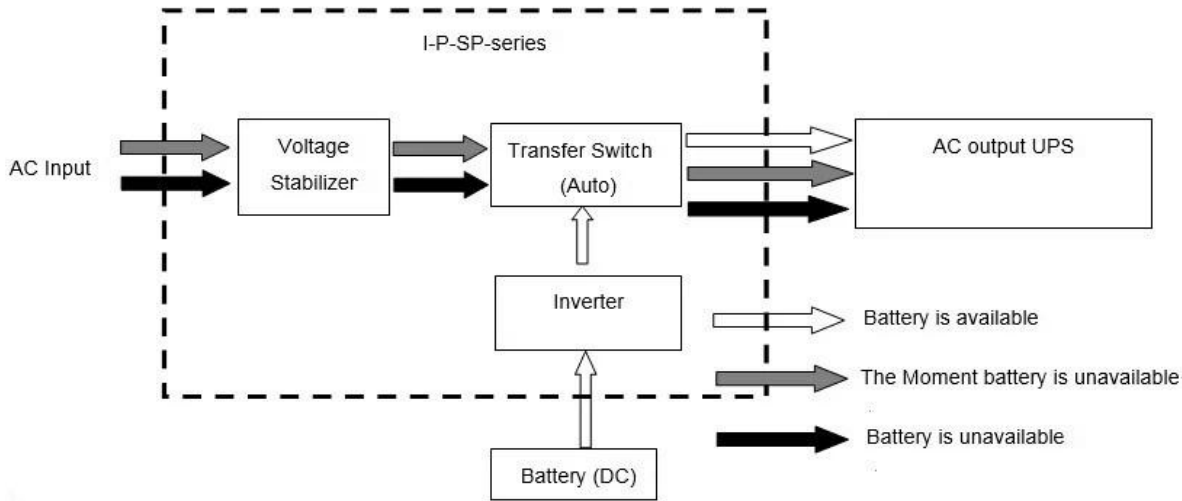 I-P-SP-series
AC Input
Voltage
Stabilizer
Transfer Switch
(Auto)
AC output UPS
Inverter
Battery is available
The Moment battery is unavailable
Battery is unavailable
Battery (DC)